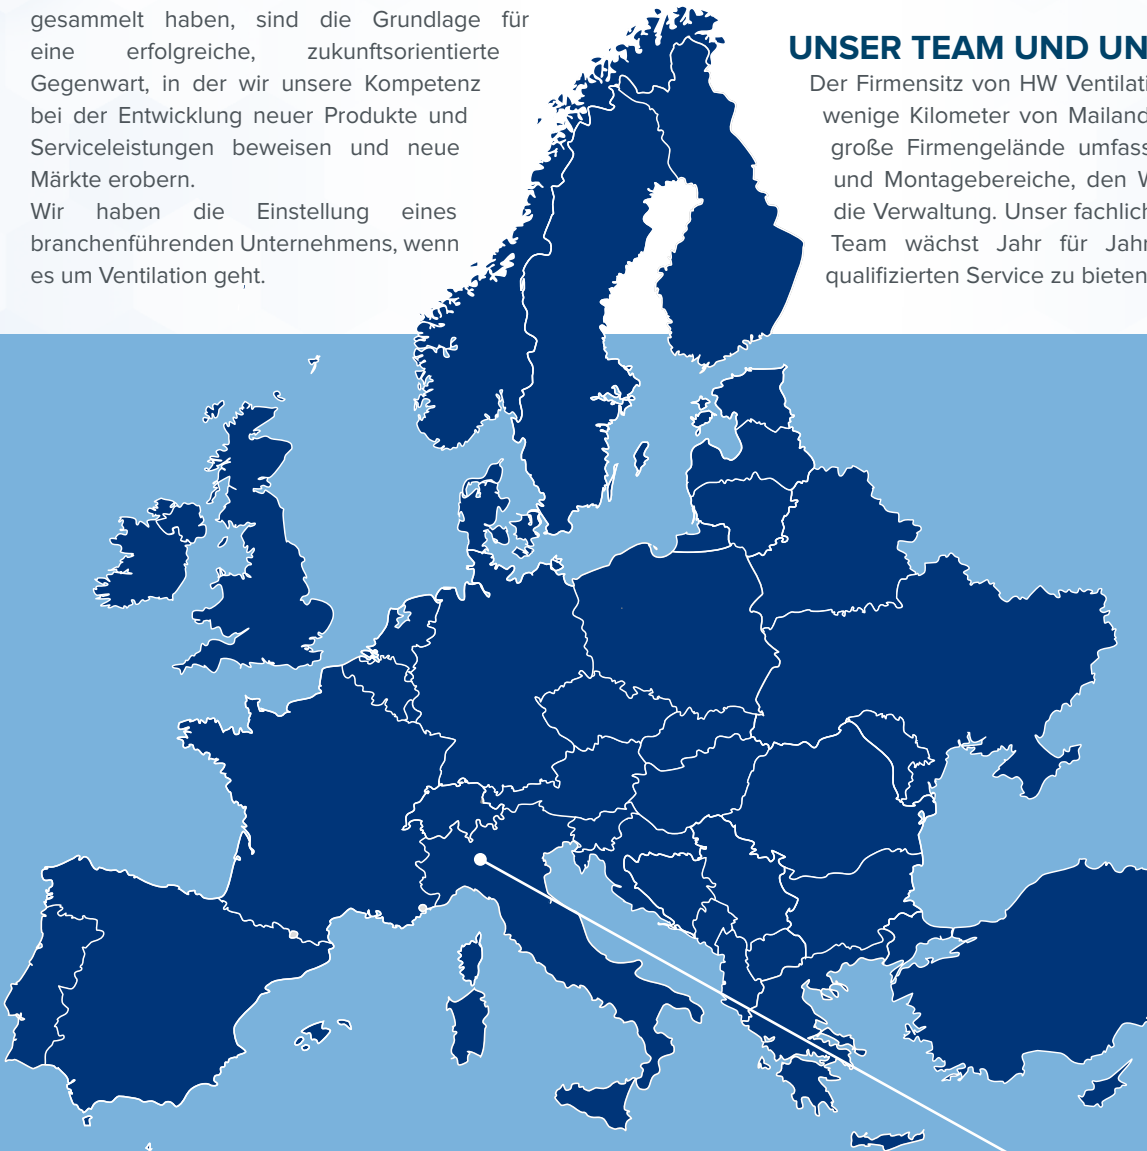 gesammelt haben, sind die Grundlage für
eine erfolgreiche, zukunftsorientierte
Gegenwart, in der wir unsere Kompetenz
bei der Entwicklung neuer Produkte und
Serviceleistungen beweisen und neue
Märkte erobern.
Wir haben die Einstellung eines
branchenführenden Unternehmens, wenn
es um Ventilation geht.
UNSER TEAM UND UN
Der Firmensitz von HW Ventilati
wenige Kilometer von Mailand
große Firmengelände umfass
und Montagebereiche, den W
die Verwaltung. Unser fachlich
Team wächst Jahr für Jahr
qualifizierten Service zu bieten